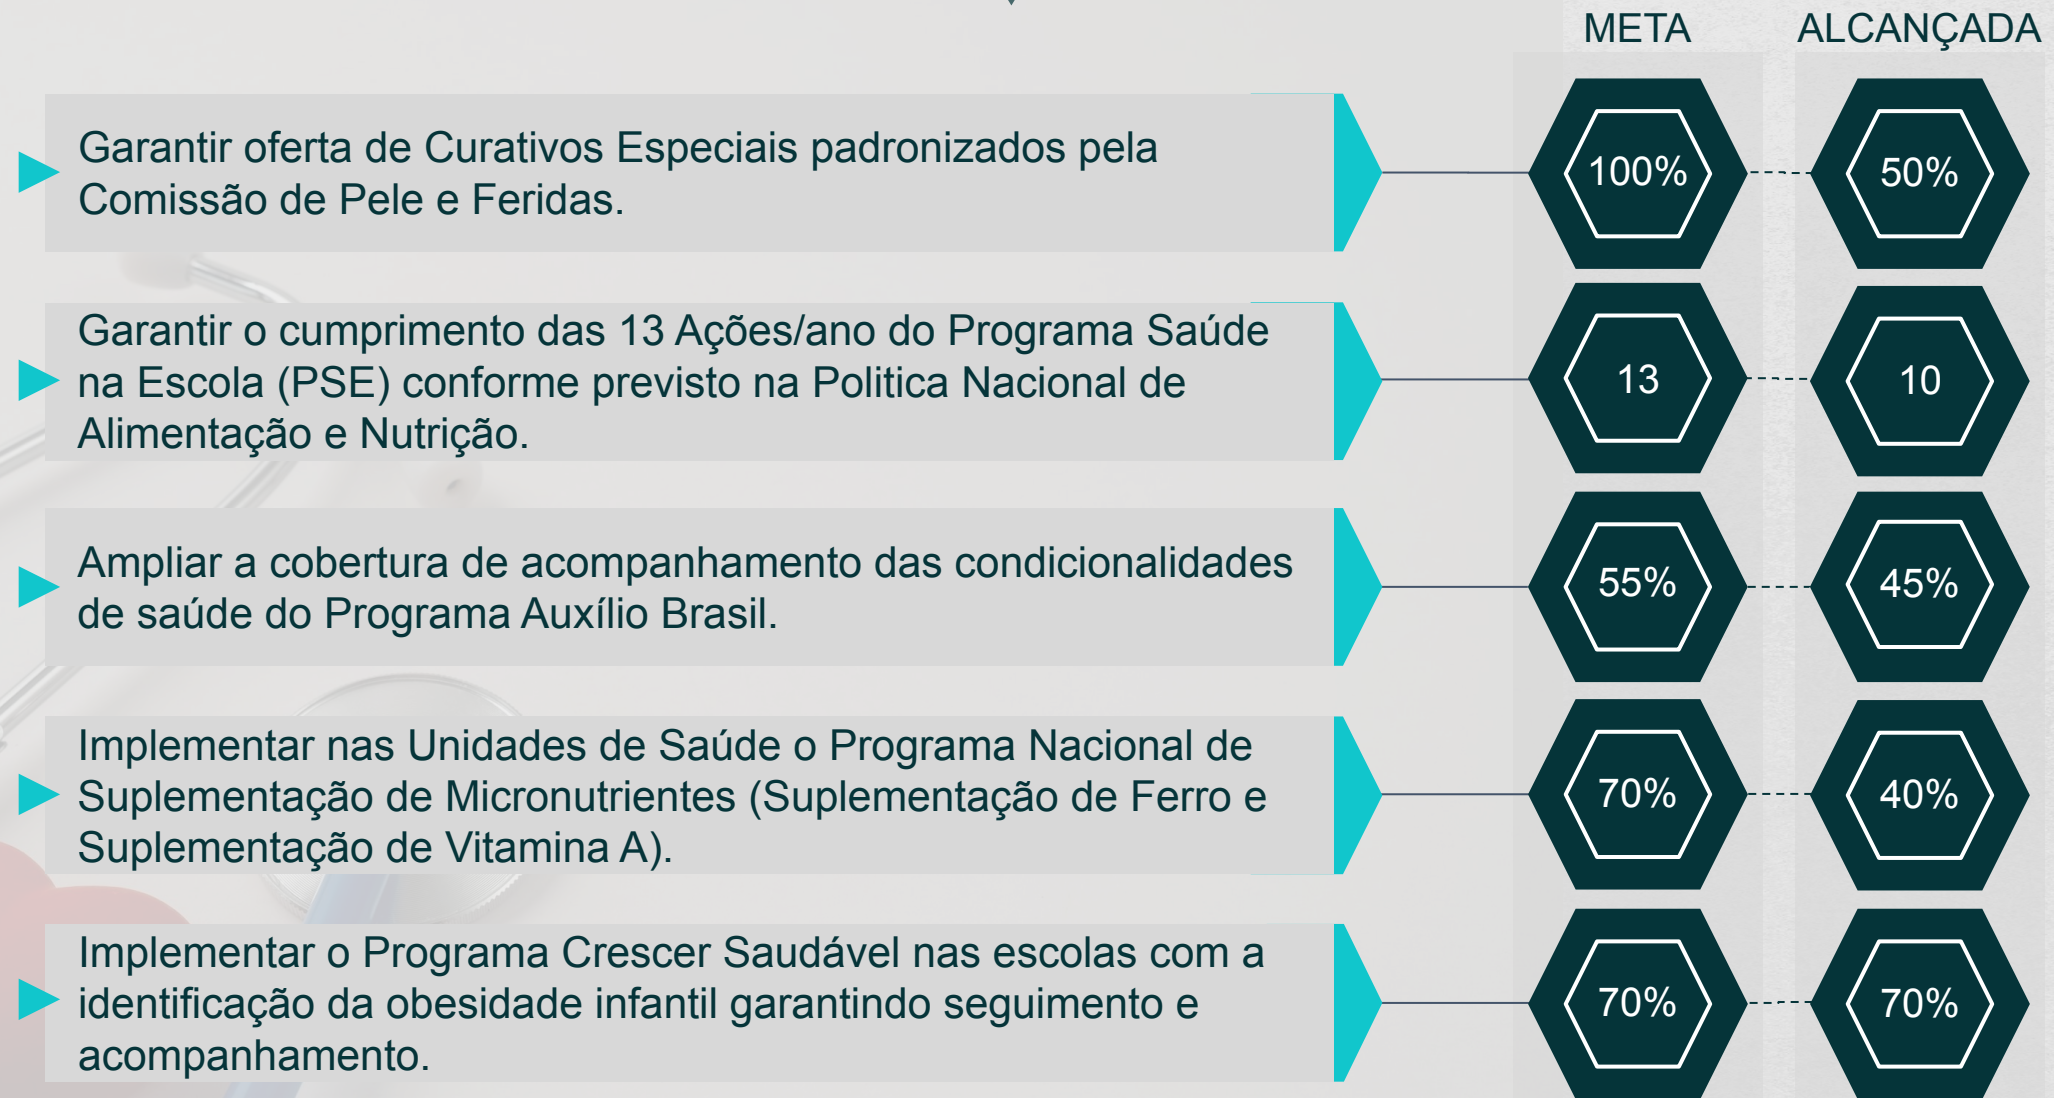 META ALCANÇADA
Garantir oferta de Curativos Especiais padronizados pela
Comissão de Pele e Feridas.
100% 50%
Garantir o cumprimento das 13 Ações/ano do Programa Saúde
na Escola (PSE) conforme previsto na Politica Nacional de
Alimentação e Nutrição.
13 10
Ampliar a cobertura de acompanhamento das condicionalidades
de saúde do Programa Auxílio Brasil.
55% 45%
Implementar nas Unidades de Saúde o Programa Nacional de
Suplementação de Micronutrientes (Suplementação de Ferro e
Suplementação de Vitamina A).
70% 40%
Implementar o Programa Crescer Saudável nas escolas com a
identificação da obesidade infantil garantindo seguimento e
acompanhamento.
70% 70%